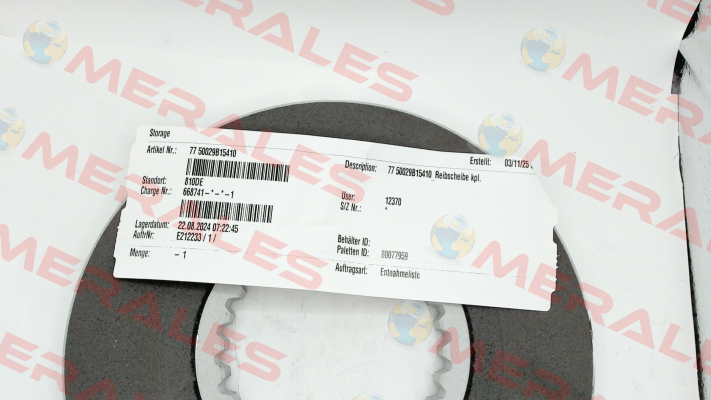 MERALES
Storage
Artikel Nr.: 77 50029815410
Description: 77 50029815410 Reibscheibe kpl.
Erstellt: 03/11/25
Standort: 810DE
Charge Nr.: 668741-*-*-1
User: 12370
S/Z Nr.: *
Lagerdatum: 22.08.2024 07:22:45
AuftrNr: E212233 / 1 /
Behälter ID:
Paletten ID: 80077959
Menge: - 1
Auftragsart: Entnahmeliste